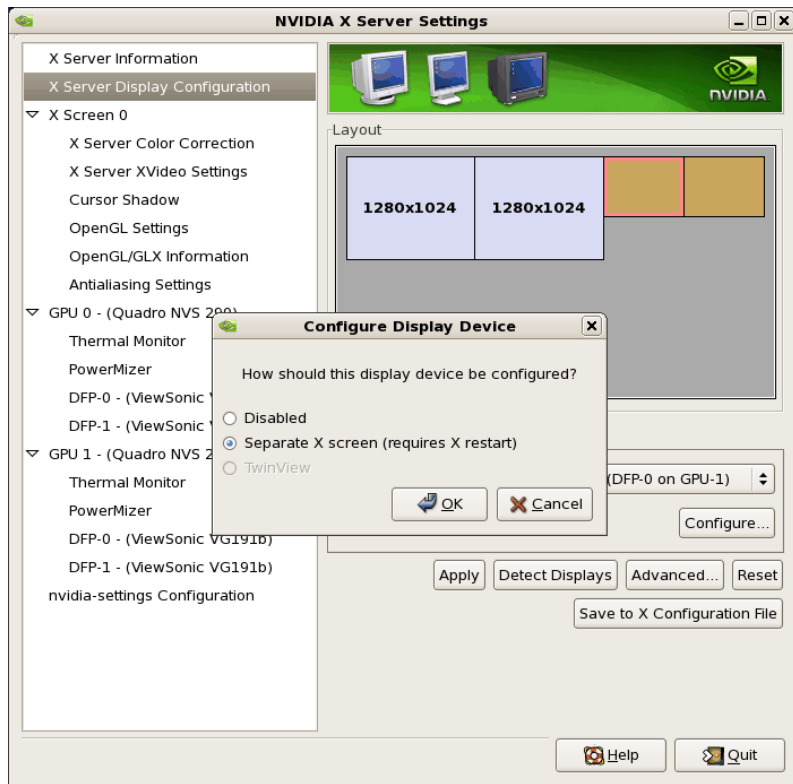 NVIDIA X Server Settings
X Server Information
X Server Display Configuration
X Screen 0
X Server Color Correction
X Server XVideo Settings
Cursor Shadow
OpenGL Settings
OpenGL/GLX Information
Antialiasing Settings
GPU 0 - (Quadro NVS 290)
Thermal Monitor
PowerMizer
DFP-0 - (ViewSonic
DFP-1 - (ViewSonic
GPU 1 - (Quadro NVS 2
Thermal Monitor
PowerMizer
DFP-0 - (ViewSonic VG191b)
DFP-1 - (ViewSonic VG191b)
nvidia-settings Configuration
NVIDIA
Layout
1280x1024 1280x1024
Configure Display Device
How should this display device be configured?
Disabled
Separate X screen (requires X restart)
TwinView
OK Cancel
(DFP-0 on GPU-1)
Configure...
Apply Detect Displays Advanced... Reset
Save to X Configuration File
Help Quit